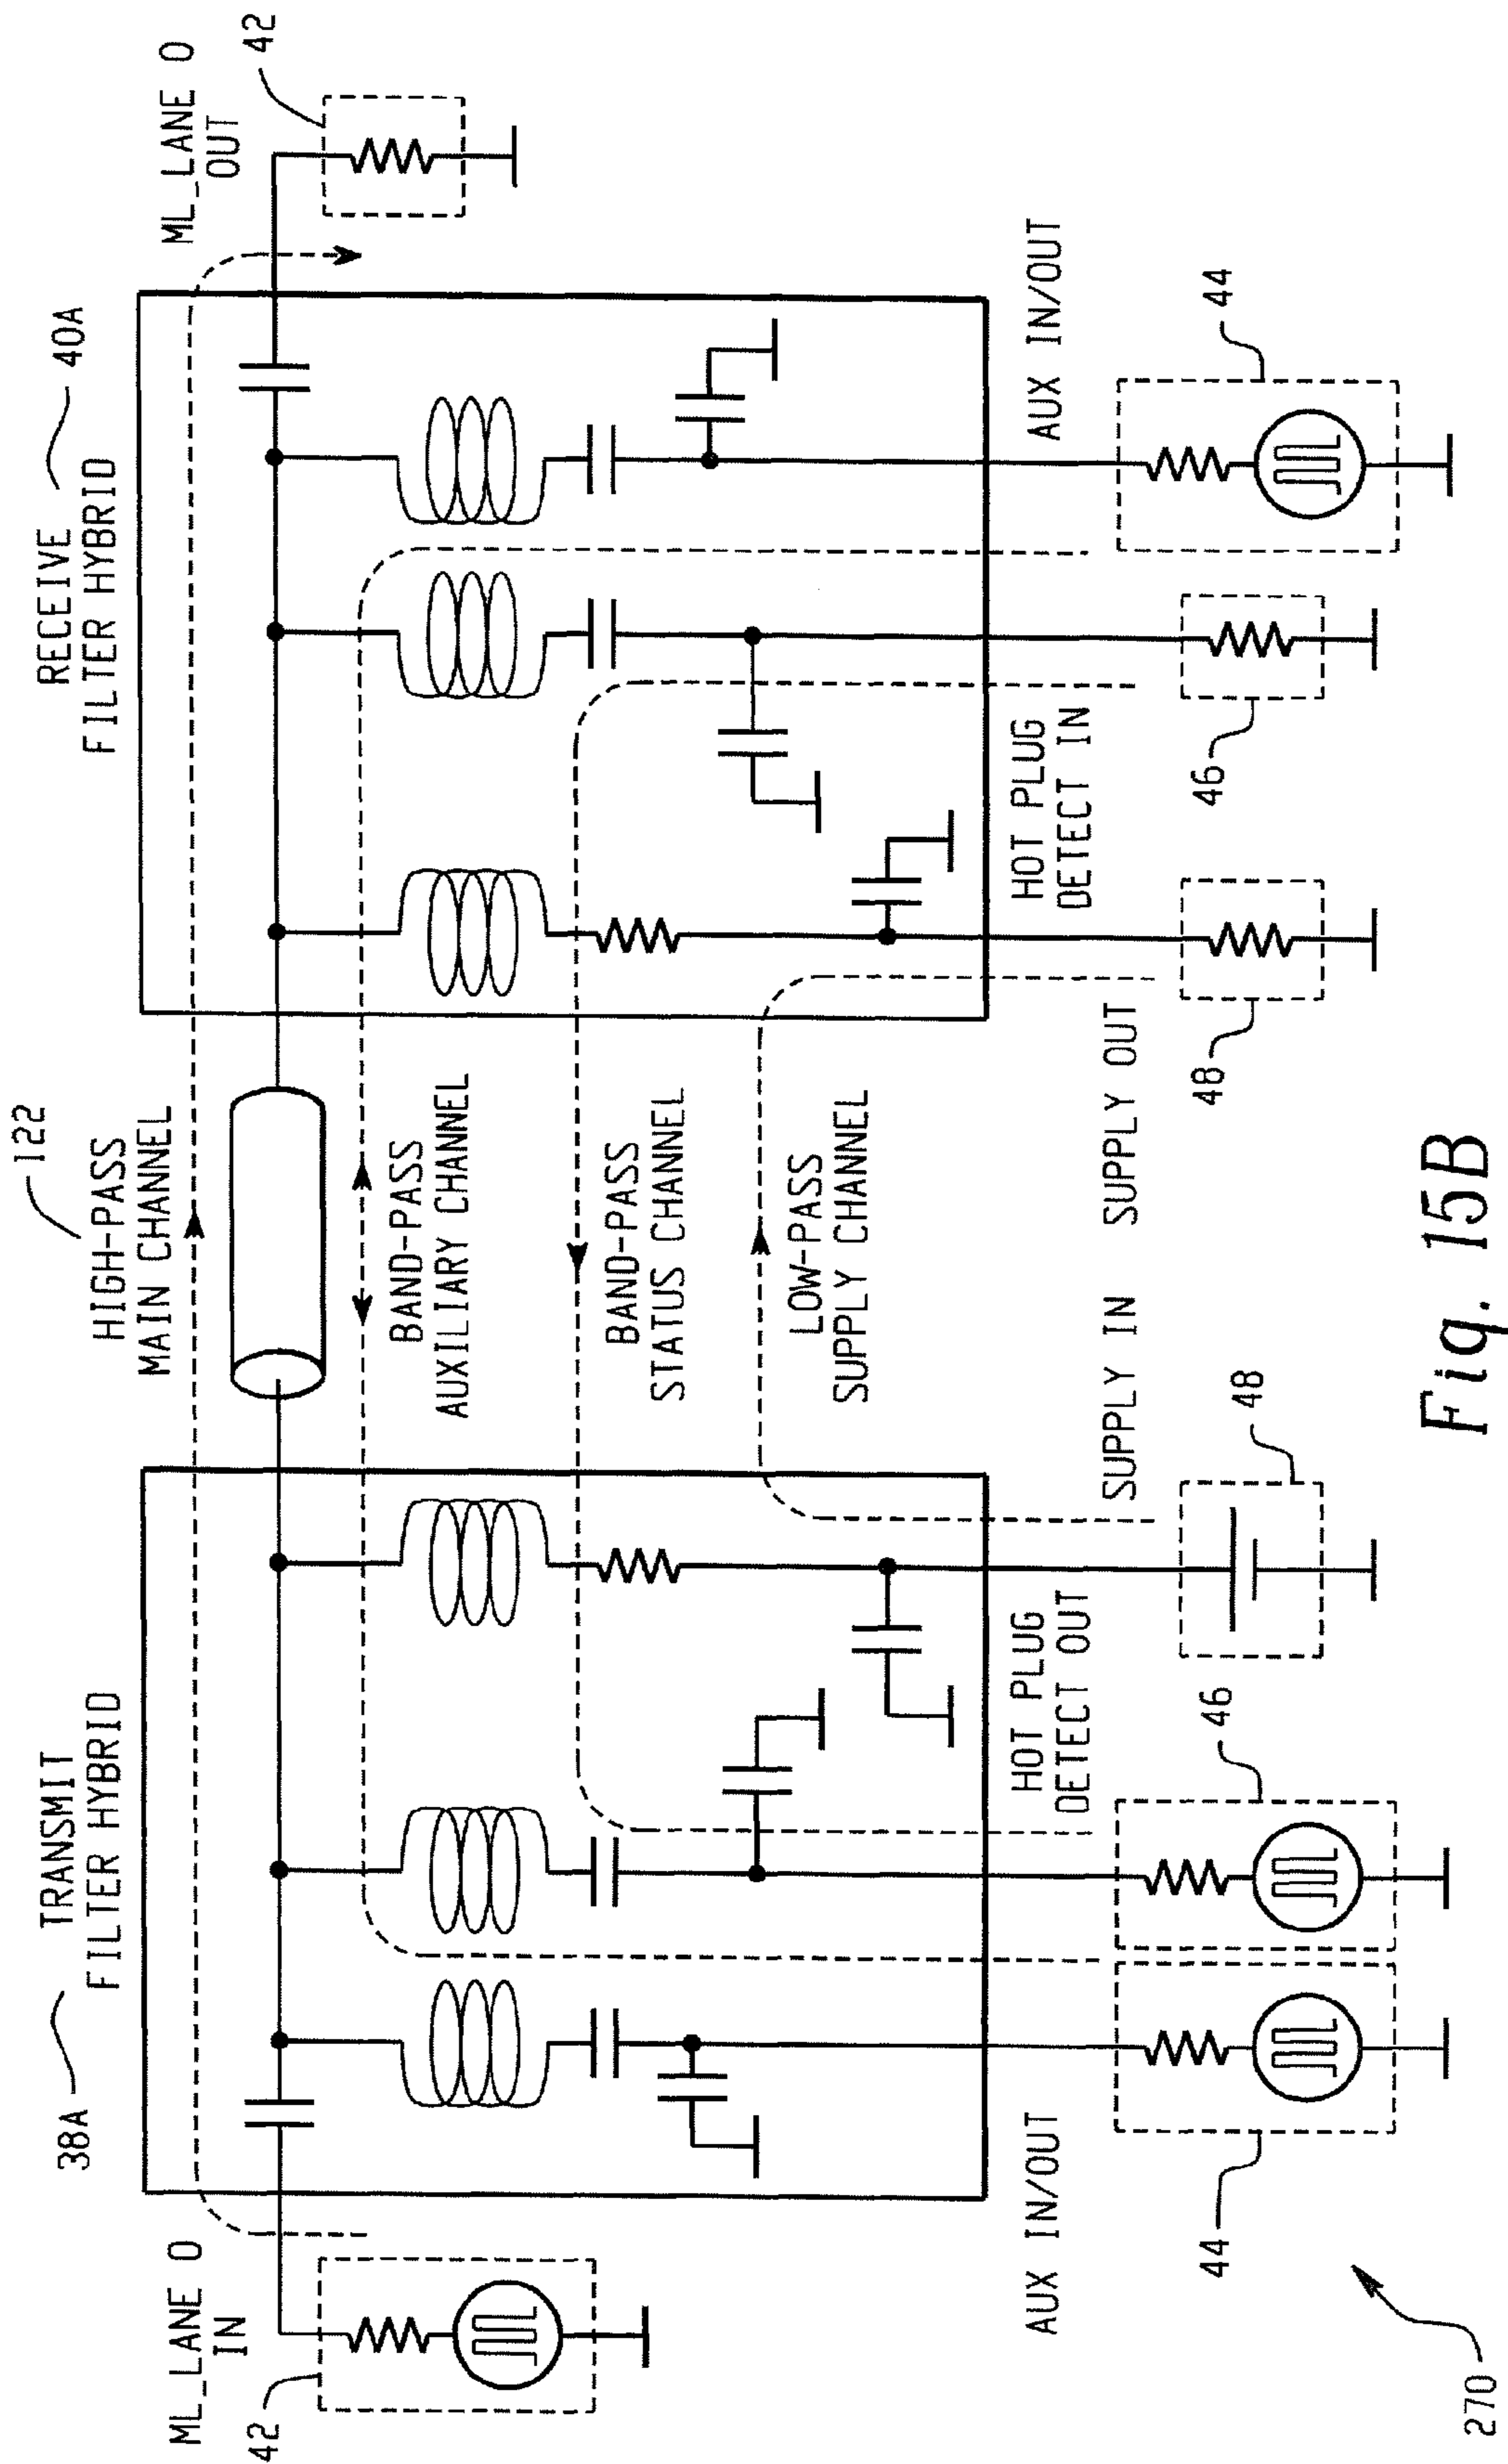 38A
TRANSMIT
FILTER HYBRID
122
HIGH-PASS
MAIN CHANNEL
RECEIVE
FILTER HYBRID
40A
ML_LANE 0
IN
42
ML_LANE 0
OUT
42
BAND-PASS
AUXILIARY CHANNEL
BAND-PASS
STATUS CHANNEL
LOW-PASS
SUPPLY CHANNEL
AUX IN/OUT
44
HOT PLUG
DETECT OUT
46
SUPPLY IN
48
SUPPLY OUT
48
HOT PLUG
DETECT IN
46
AUX IN/OUT
44
270
Fig. 15B